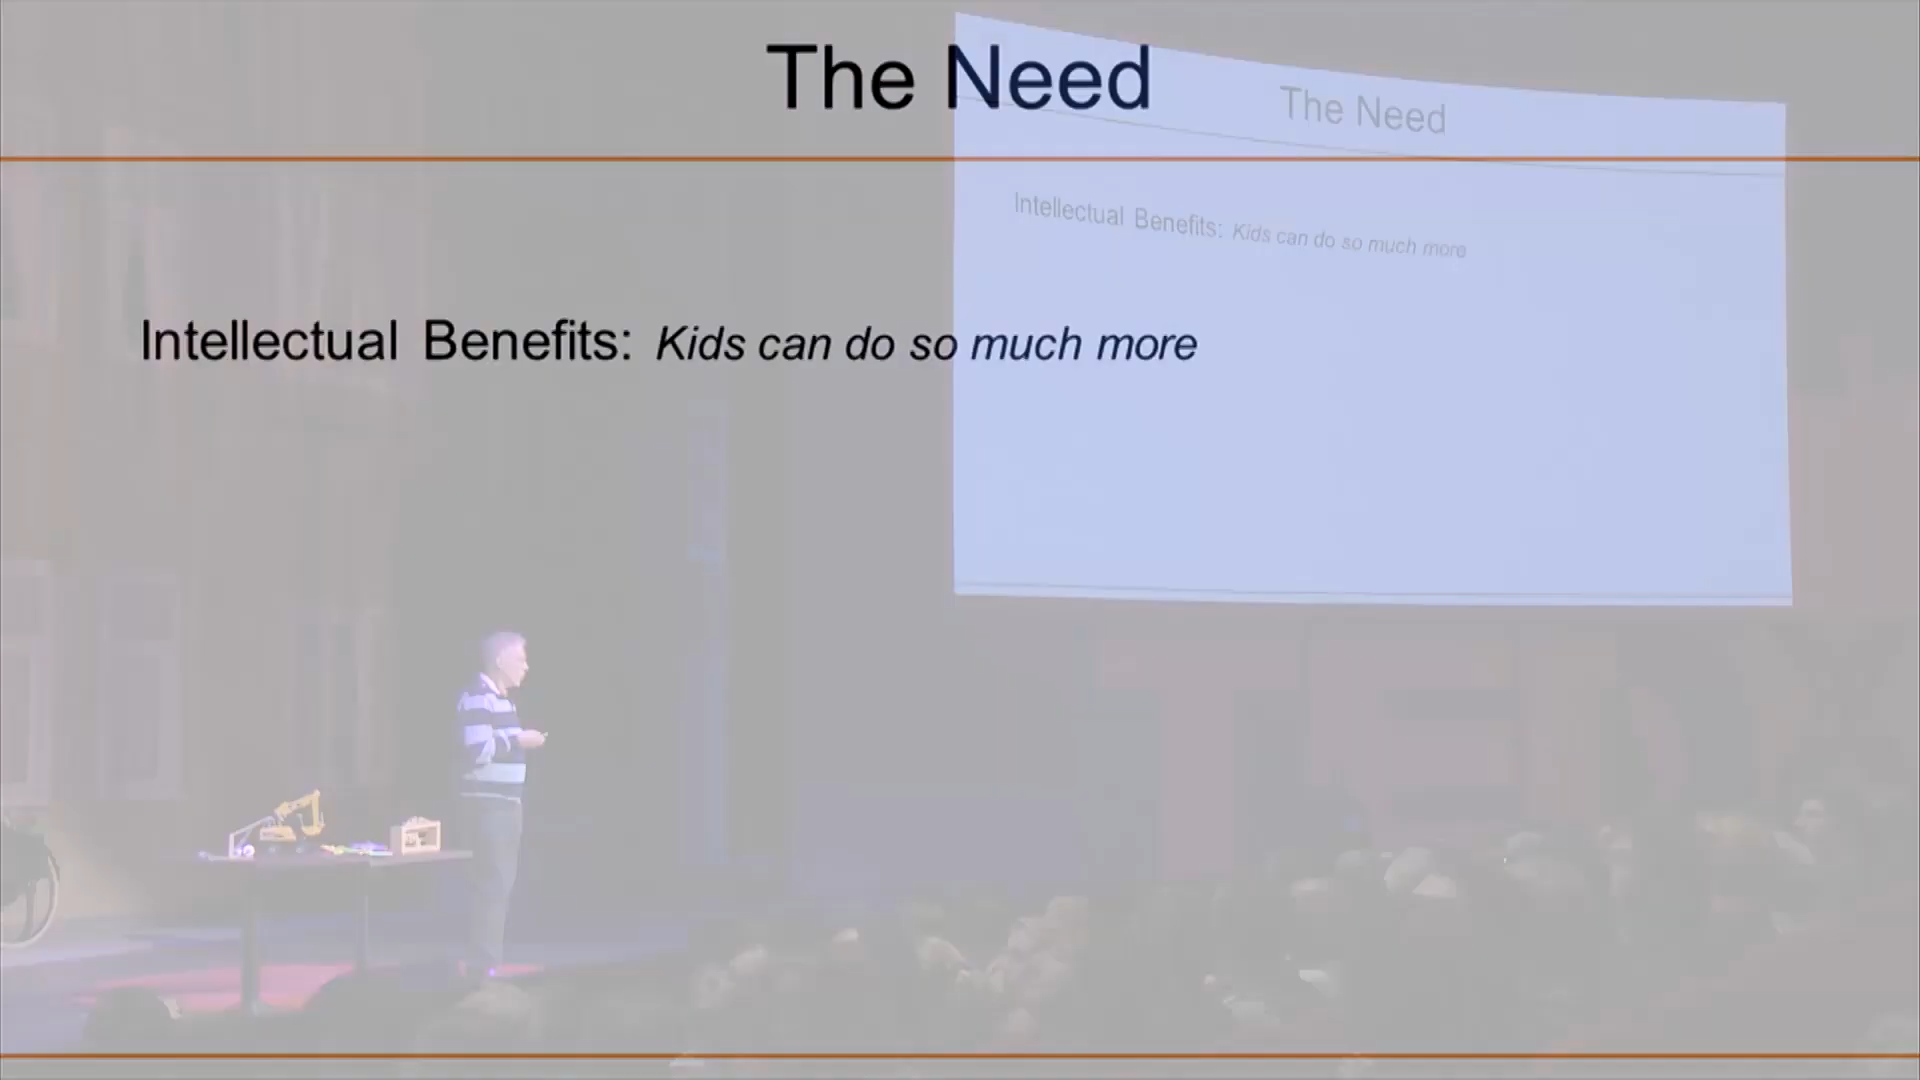 The Need
Intellectual Benefits: Kids can do so much more
The Need
Intellectual Benefits: Kids can do so much more
TEDx